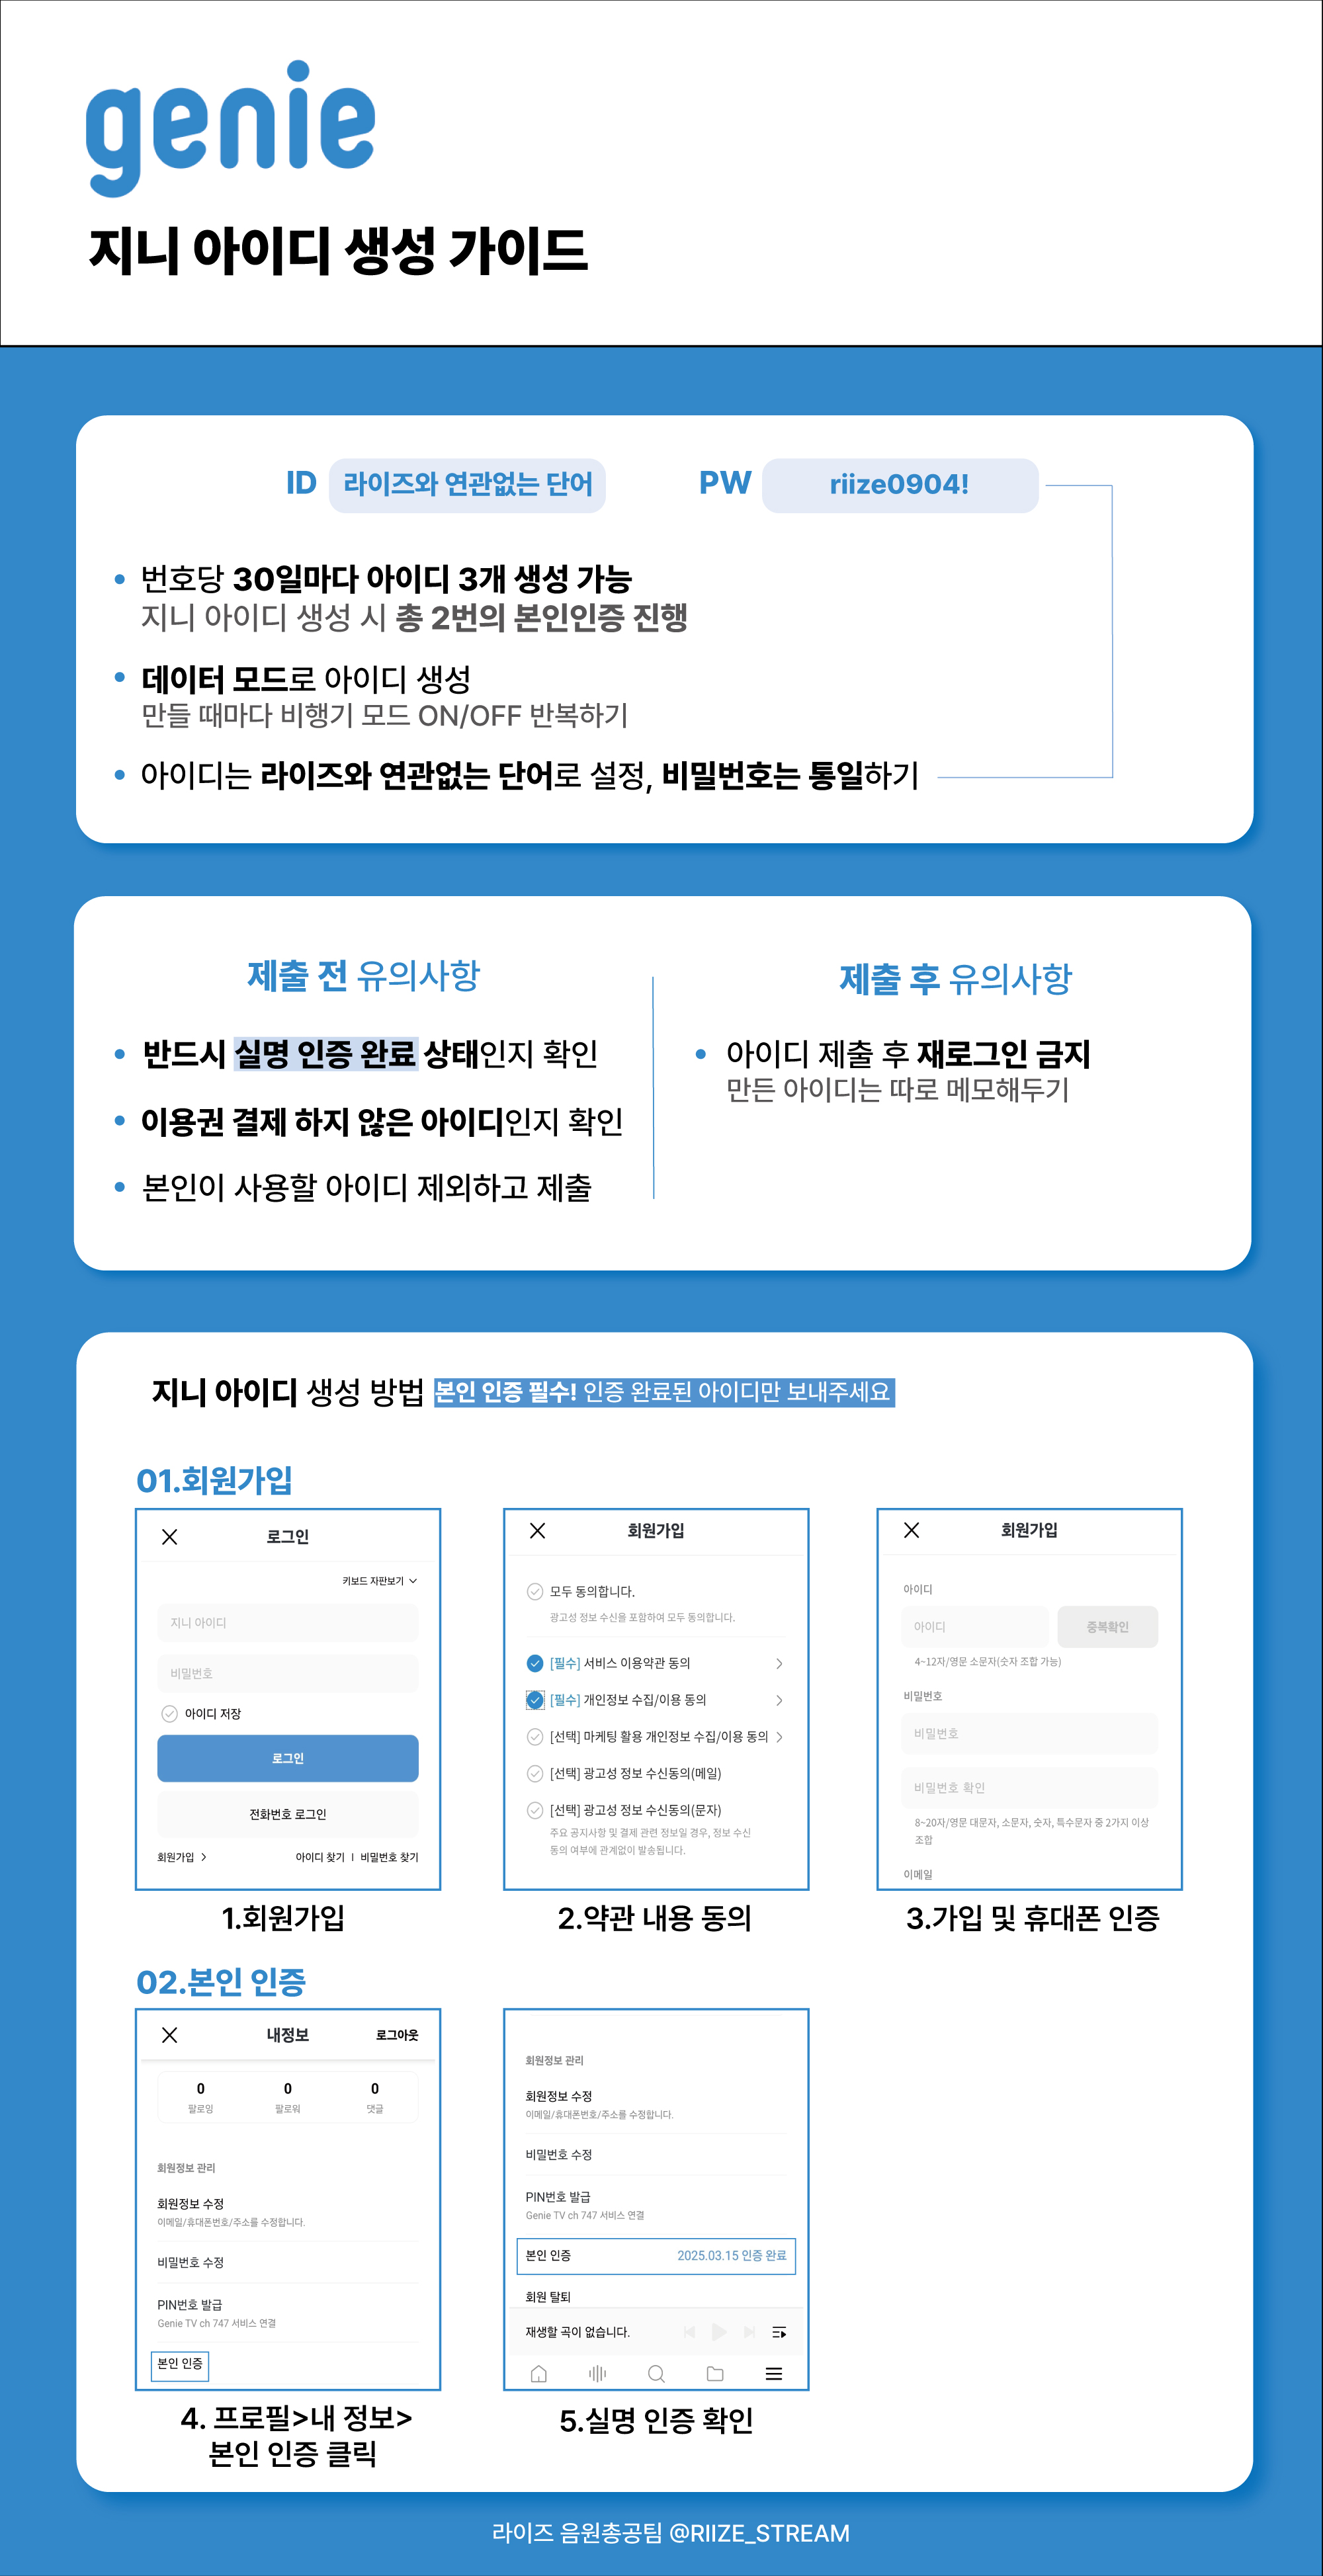 genie
지니 아이디 생성 가이드
ID 라이즈와 연관없는 단어 PW riize0904!
번호당 30일마다 아이디 3개 생성 가능
지니 아이디 생성 시 총 2번의 본인인증 진행
데이터 모드로 아이디 생성
만들 때마다 비행기 모드 ON/OFF 반복하기
아이디는 라이즈와 연관없는 단어로 설정, 비밀번호는 통일하기
제출 전 유의사항
반드시 실명 인증 완료 상태인지 확인
이용권 결제 하지 않은 아이디인지 확인
본인이 사용할 아이디 제외하고 제출
제출 후 유의사항
아이디 제출 후 재로그인 금지
만든 아이디는 따로 메모해두기
지니 아이디 생성 방법 본인 인증 필수! 인증 완료된 아이디만 보내주세요
01.회원가입
로그인
키보드 자판보기
지니 아이디
비밀번호
아이디 저장
로그인
전화번호 로그인
회원가입 > 아이디 찾기 | 비밀번호 찾기
1.회원가입
회원가입
모두 동의합니다.
광고성 정보 수신을 포함하여 모두 동의합니다.
[필수] 서비스 이용약관 동의
[필수] 개인정보 수집/이용 동의
[선택] 마케팅 활용 개인정보 수집/이용 동의
[선택] 광고성 정보 수신동의(메일)
[선택] 광고성 정보 수신동의(문자)
주요 공지사항 및 결제 관련 정보일 경우, 정보 수신
동의 여부에 관계없이 발송됩니다.
2.약관 내용 동의
회원가입
아이디
아이디 중복확인
4~12자/영문 소문자(숫자 조합 가능)
비밀번호
비밀번호
비밀번호 확인
8~20자/영문 대문자, 소문자, 숫자, 특수문자 중 2가지 이상
조합
이메일
3.가입 및 휴대폰 인증
02.본인 인증
내정보 로그아웃
0 0 0
팔로잉 팔로워 댓글
회원정보 관리
회원정보 수정
이메일/휴대폰번호/주소를 수정합니다.
비밀번호 수정
PIN번호 발급
Genie TV ch 747 서비스 연결
본인 인증
4. 프로필>내 정보>
본인 인증 클릭
회원정보 관리
회원정보 수정
이메일/휴대폰번호/주소를 수정합니다.
비밀번호 수정
PIN번호 발급
Genie TV ch 747 서비스 연결
본인 인증 2025.03.15 인증 완료
회원 탈퇴
재생할 곡이 없습니다.
5.실명 인증 확인
라이즈 음원총공팀 @RIIZE_STREAM